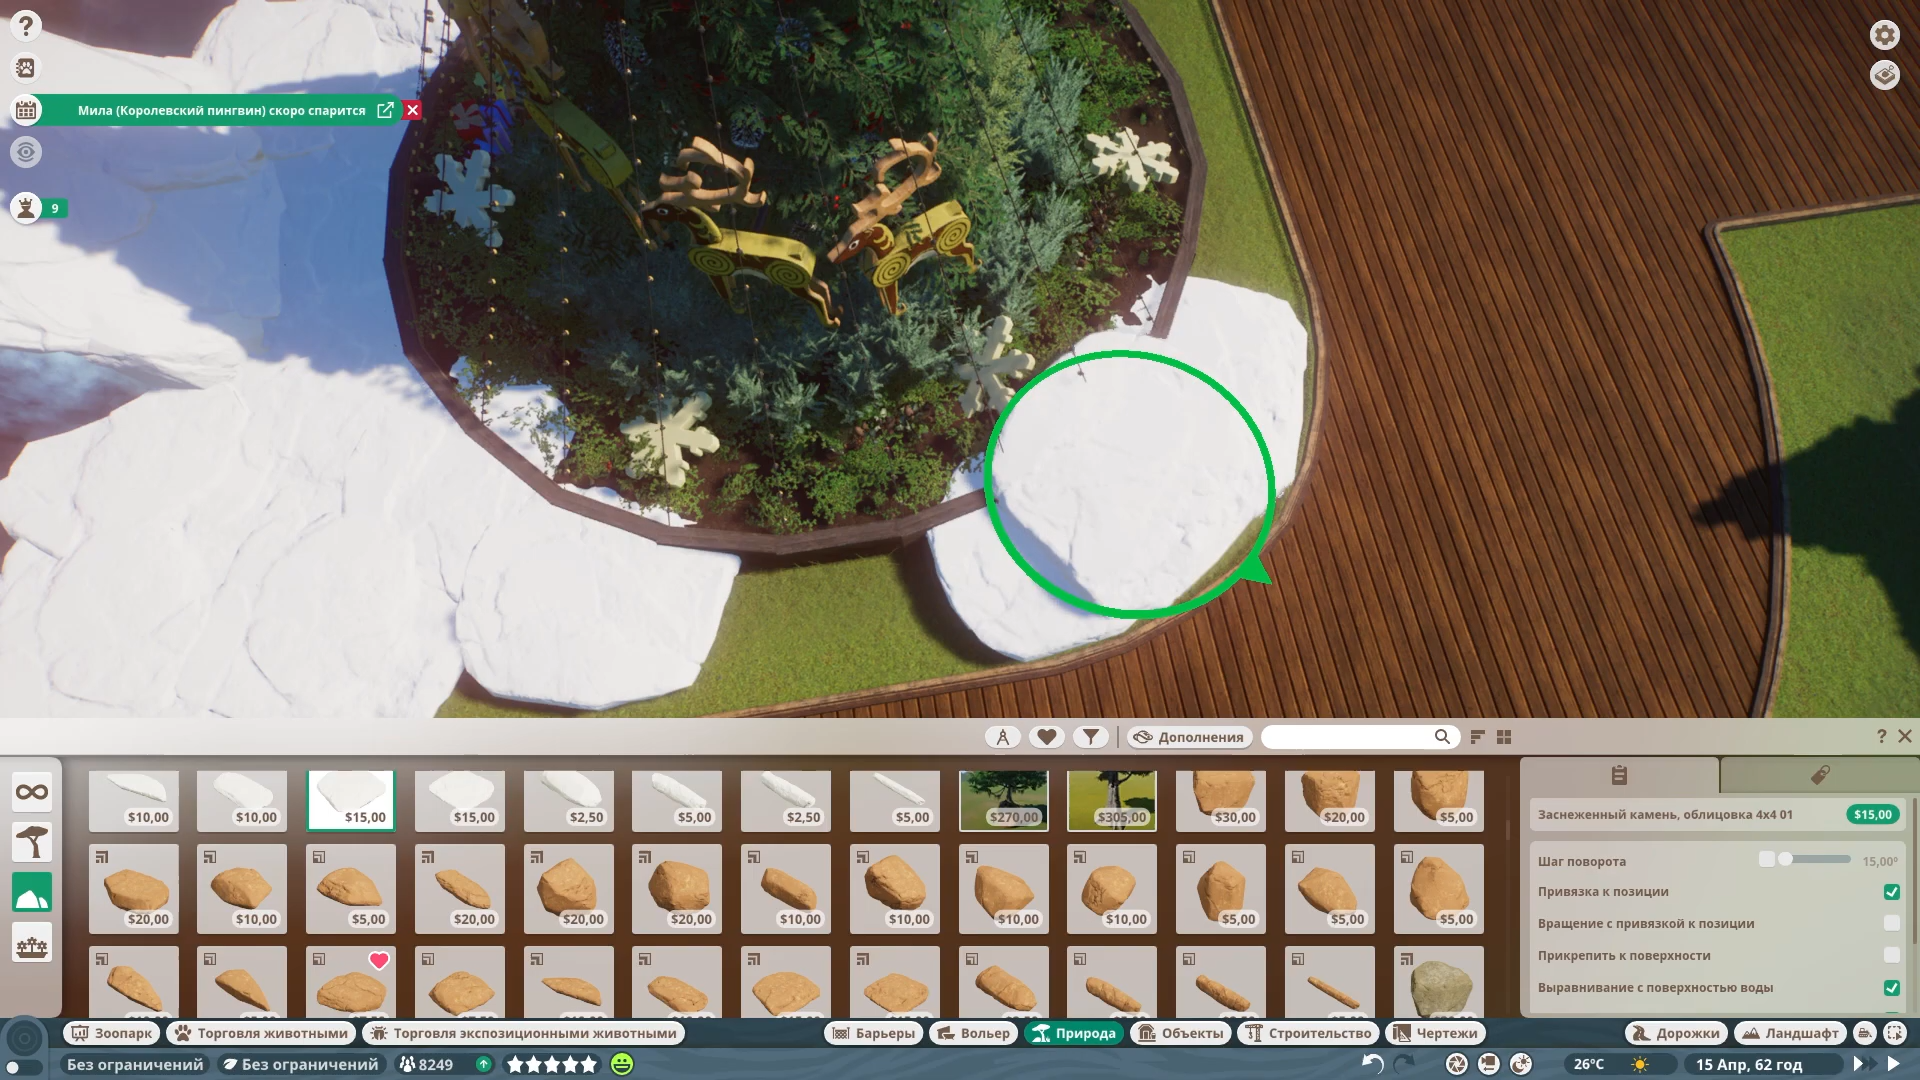 ?
Мила (Королевский пингвин) скоро спарится
9
Дополнения
?
$10,00 $10,00 $15,00 $15,00 $2,50 $5,00 $2,50 $5,00 $270,00 $305,00 $30,00 $20,00 $5,00
$20,00 $10,00 $5,00 $20,00 $20,00 $20,00 $10,00 $10,00 $10,00 $10,00 $5,00 $5,00 $5,00
Заснеженный камень, облицовка 4x4 01 $15,00
Шаг поворота 15,00°
Привязка к позиции
Вращение с привязкой к позиции
Прикрепить к поверхности
Выравнивание с поверхностью воды
Зоопарк Торговля животными Торговля экспозиционными животными Барьеры Вольер Природа Объекты Строительство Чертежи Дорожки Ландшафт
Без ограничений Без ограничений 8249 26°C 15 Апр, 62 год